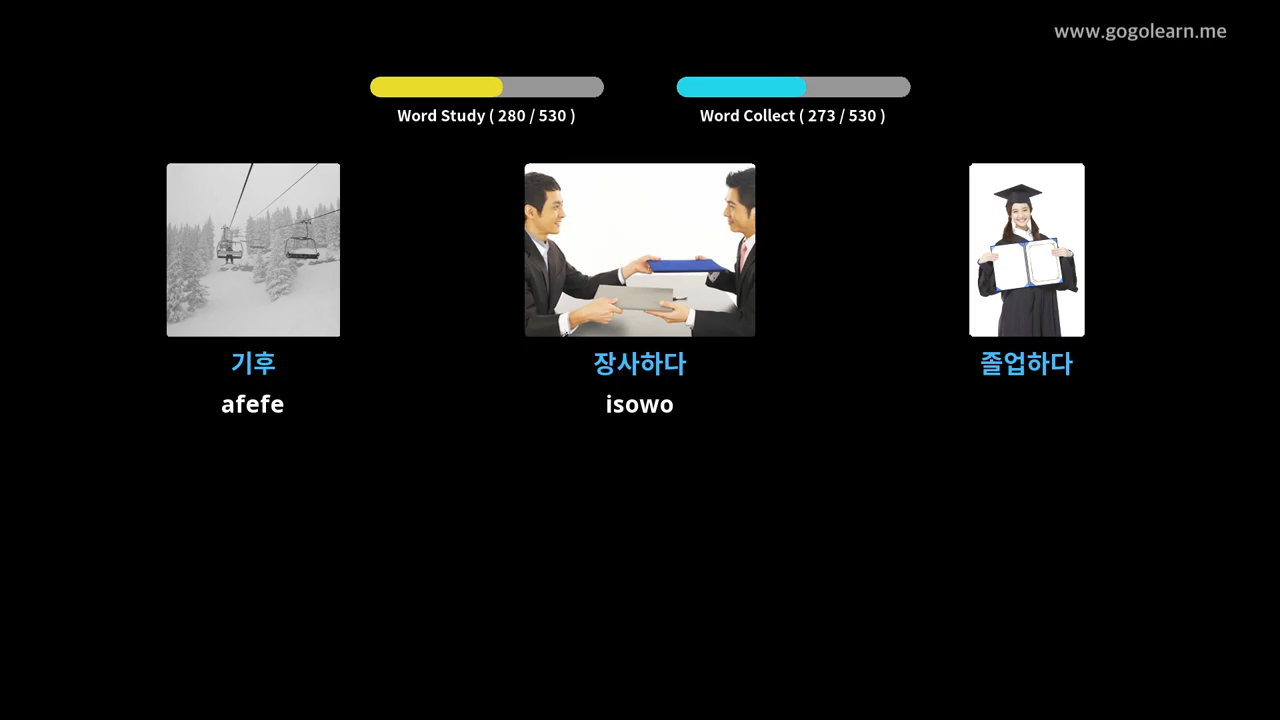 www.gogolearn.me
Word Study ( 280 / 530 )
Word Collect ( 273 / 530 )
기후
장사하다
졸업하다
afefe
isowo